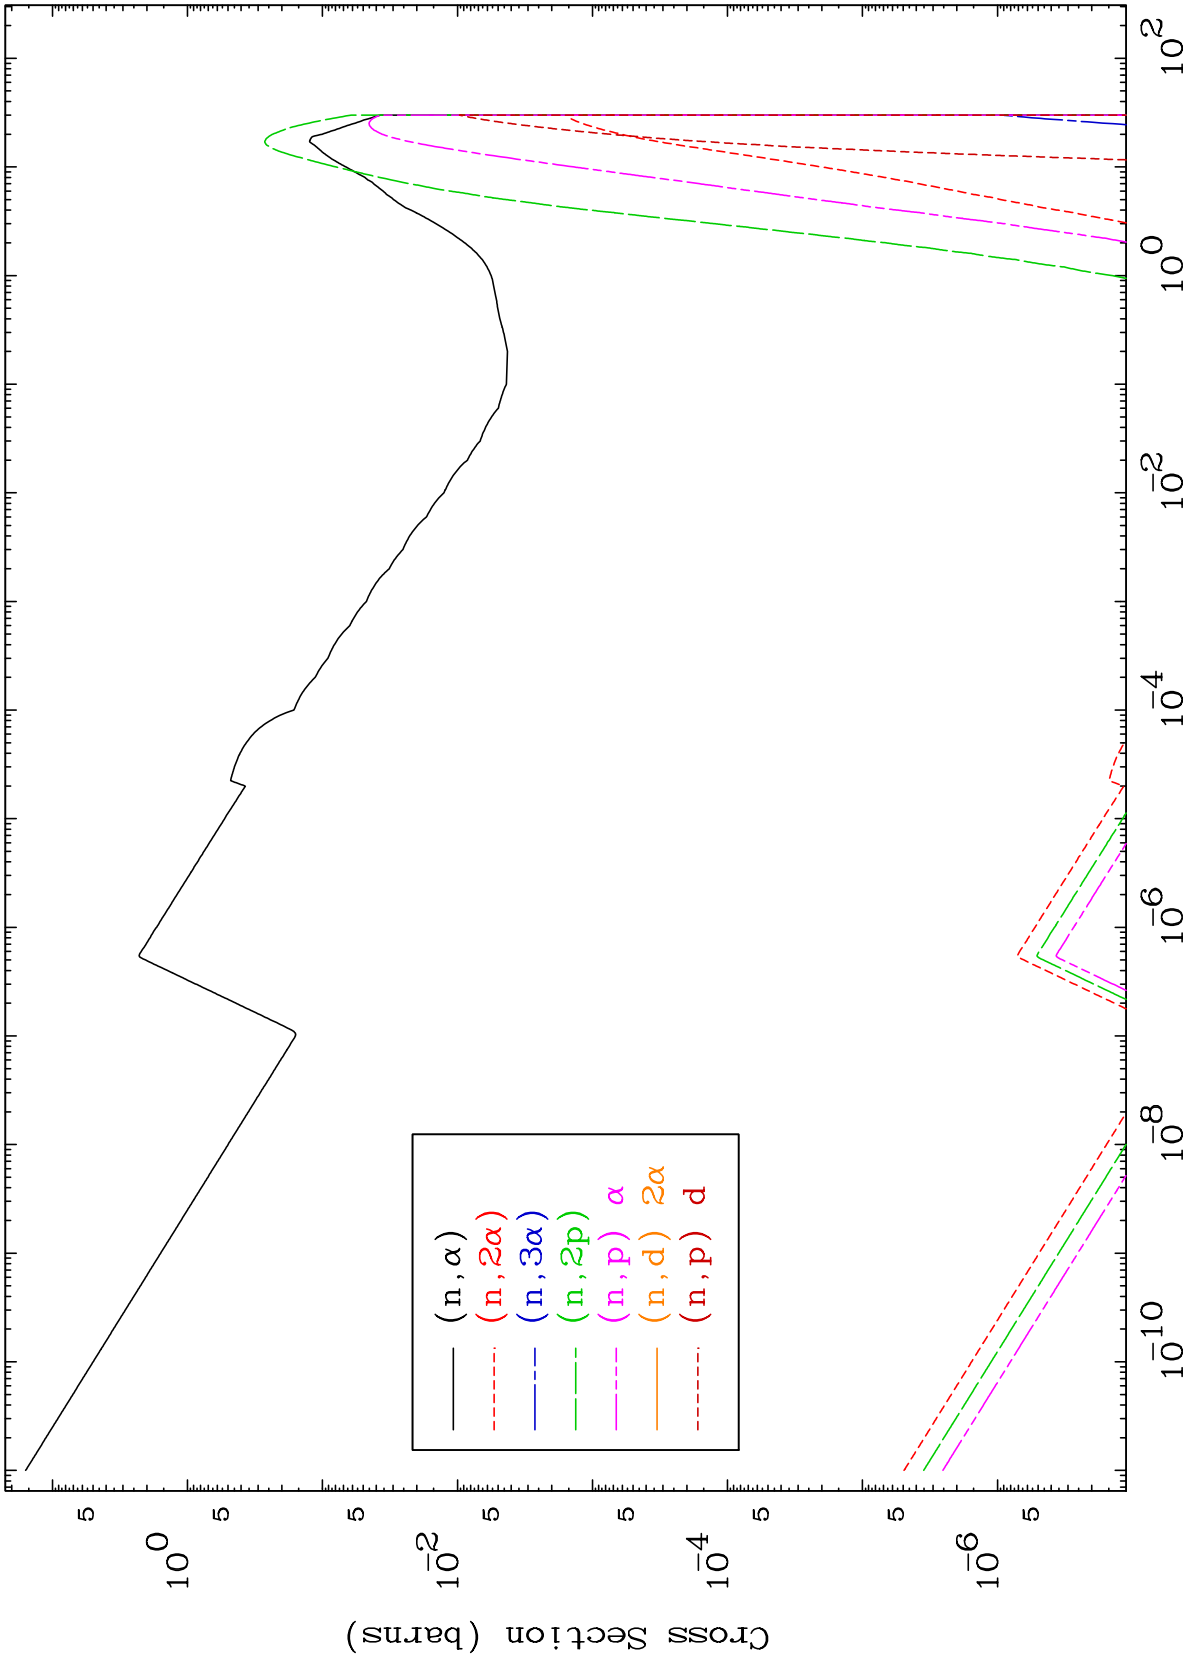 Cross Section (barns)
10^0
5
5
10^-2
5
5
10^-4
5
5
10^-6
5
(n,α)
(n,2α)
(n,3α)
(n,2p)
(n,p) α
(n,d) 2α
(n,p) d
10^-10
10^-8
10^-6
10^-4
10^-2
10^0
10^2